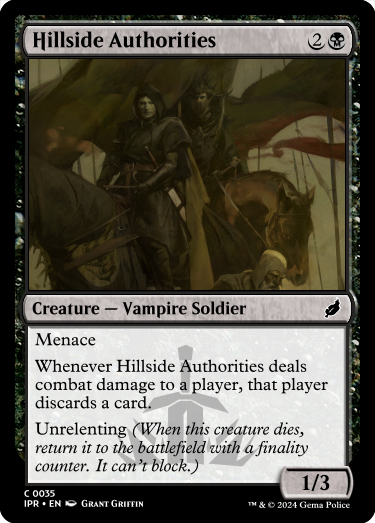 Hillside Authorities 2
Creature — Vampire Soldier
Menace
Whenever Hillside Authorities deals
combat damage to a player, that player
discards a card.
Unrelenting (When this creature dies,
return it to the battlefield with a finality
counter. It can't block.)
1/3
C 0035
IPR • EN Grant Griffin
™ & © 2024 Gema Police